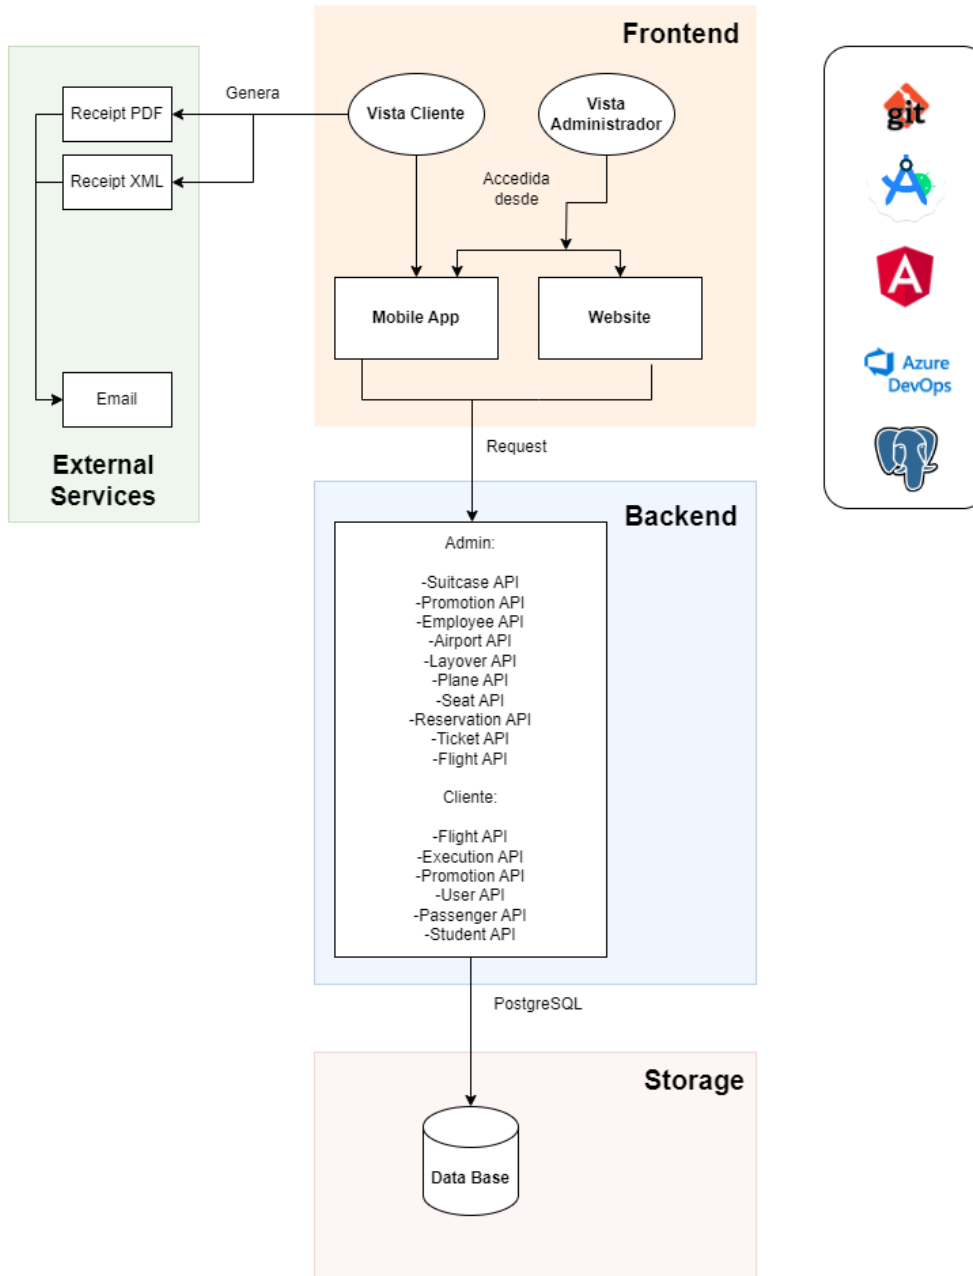 Frontend
Genera
Receipt PDF
Receipt XML
Email
External
Services
Vista Cliente
Vista
Administrador
Accedida
desde
Mobile App
Website
Request
git
A
Azure
DevOps
Backend
Admin:
-Suitcase API
-Promotion API
-Employee API
-Airport API
-Layover API
-Plane API
-Seat API
-Reservation API
-Ticket API
-Flight API
Cliente:
-Flight API
-Execution API
-Promotion API
-User API
-Passenger API
-Student API
PostgreSQL
Storage
Data Base